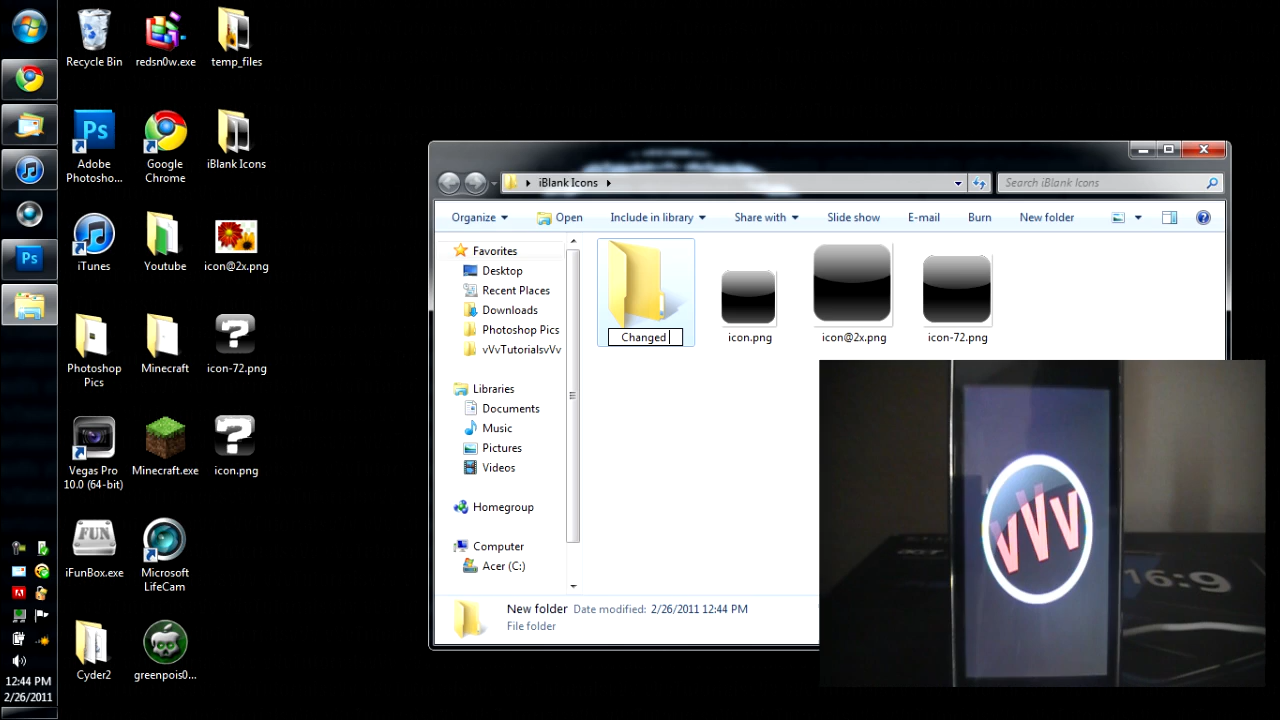 Recycle Bin
redsn0w.exe
temp_files
Ps
Adobe
Photosho...
Google
Chrome
iBlank Icons
iTunes
Youtube
icon@2x.png
Photoshop
Pics
Minecraft
icon-72.png
Vegas Pro
10.0 (64-bit)
Minecraft.exe
icon.png
FUN
iFunBox.exe
Microsoft
LifeCam
Cyder2
greenpois0...
Ps
12:44 PM
2/26/2011
iBlank Icons
Search iBlank Icons
Organize
Open
Include in library
Share with
Slide show
E-mail
Burn
New folder
Favorites
Desktop
Recent Places
Downloads
Photoshop Pics
vVvTutorialsvVv
Libraries
Documents
Music
Pictures
Videos
Homegroup
Computer
Acer (C:)
Changed
icon.png
icon@2x.png
icon-72.png
New folder Date modified: 2/26/2011 12:44 PM
File folder
vVv
acer
16:9